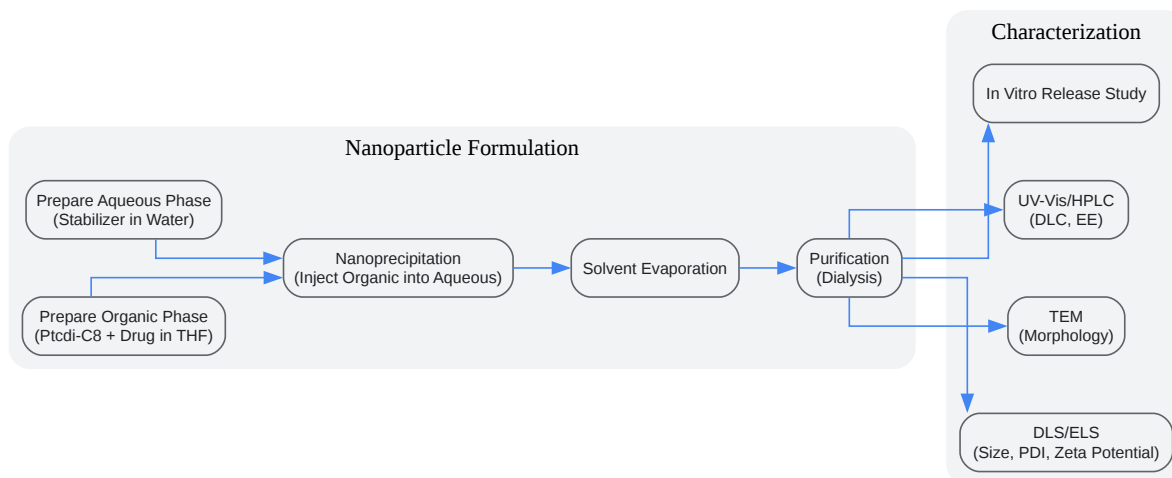 Nanoparticle Formulation
Prepare Aqueous Phase
(Stabilizer in Water)
Prepare Organic Phase
(Ptcdi-C8 + Drug in THF)
Nanoprecipitation
(Inject Organic into Aqueous)
Solvent Evaporation
Purification
(Dialysis)
Characterization
In Vitro Release Study
UV-Vis/HPLC
(DLC, EE)
TEM
(Morphology)
DLS/ELS
(Size, PDI, Zeta Potential)